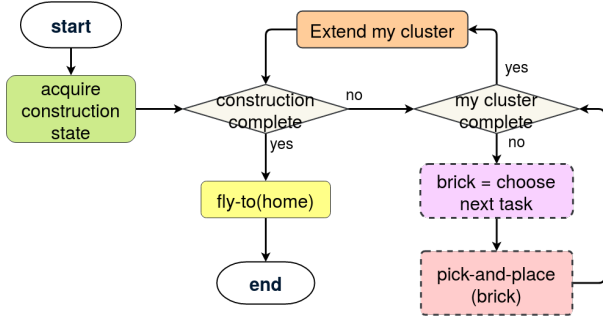 start
Extend my cluster
acquire
construction
state
construction
complete
no
my cluster
complete
yes
yes
no
fly-to(home)
brick = choose
next task
end
pick-and-place
(brick)